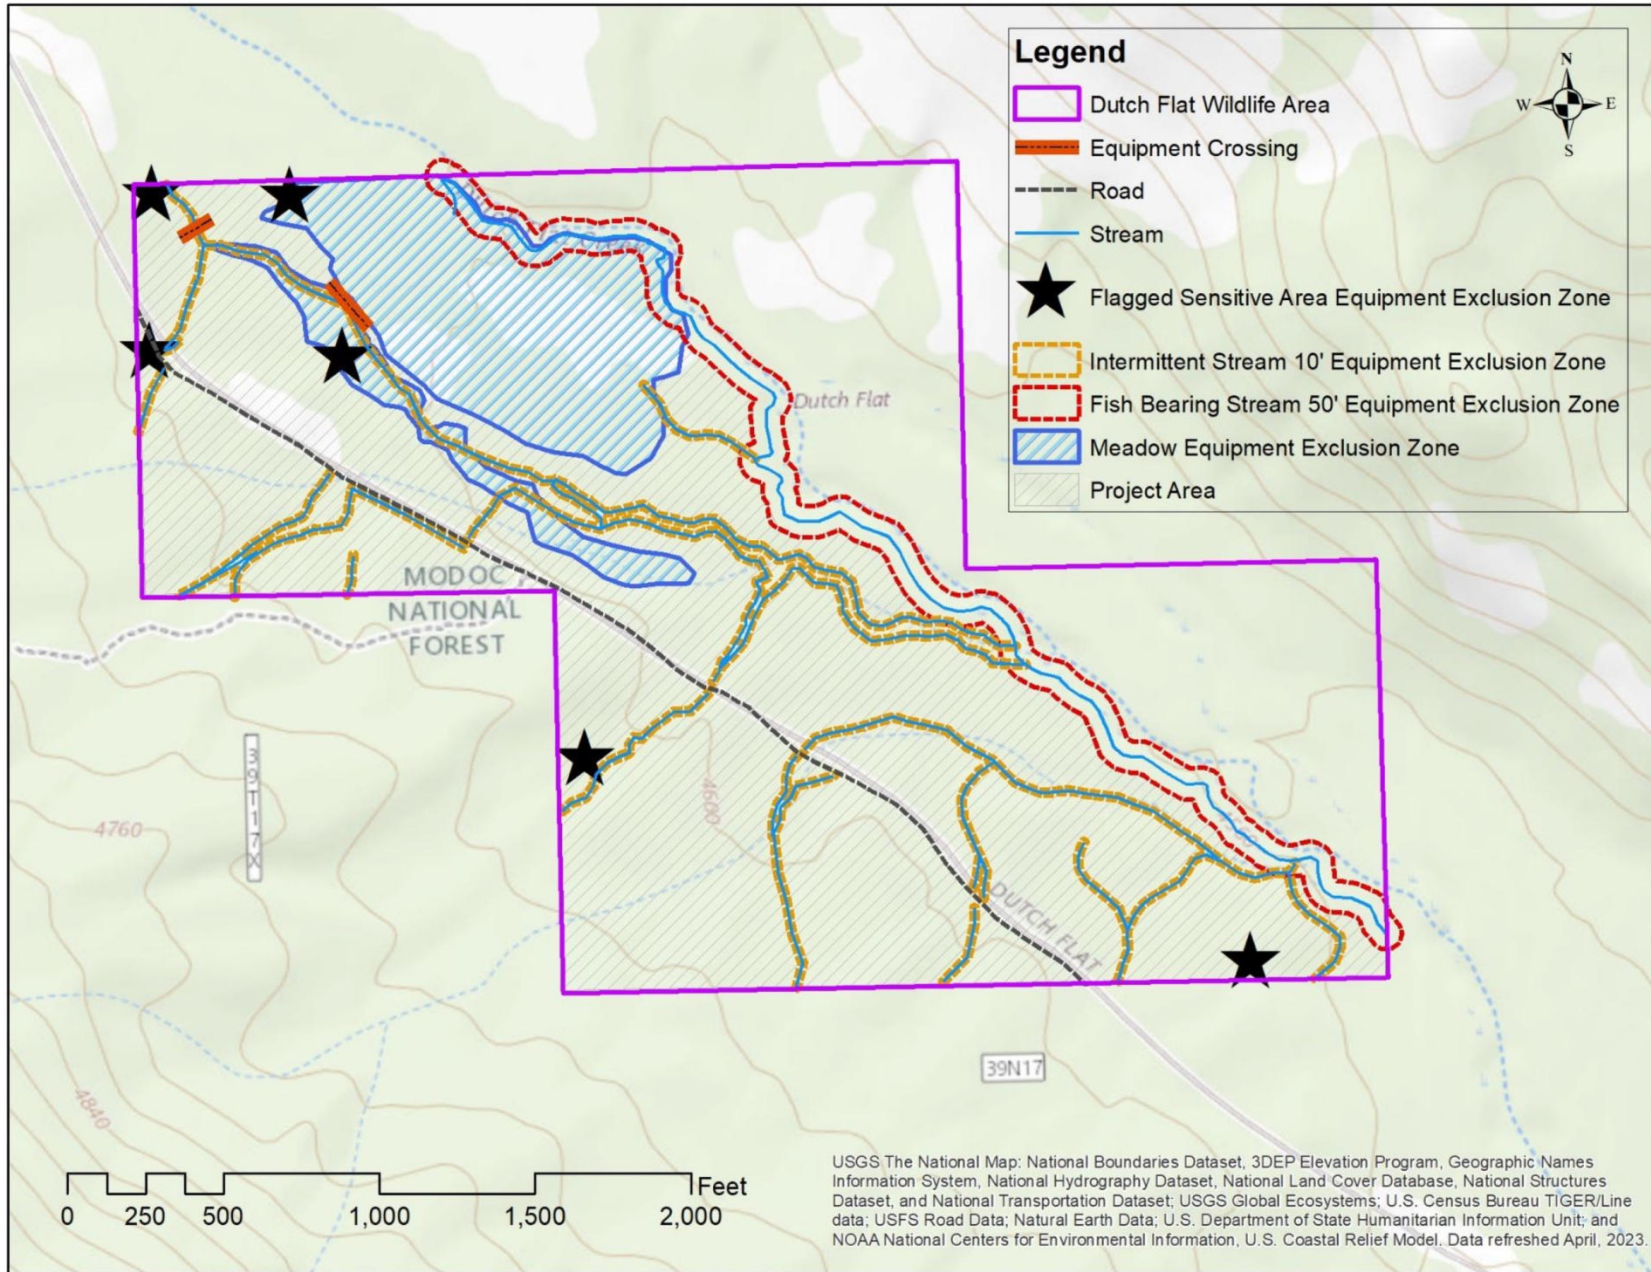 Legend
N
W
E
S
Dutch Flat Wildlife Area
Equipment Crossing
Road
Stream
Flagged Sensitive Area Equipment Exclusion Zone
Intermittent Stream 10' Equipment Exclusion Zone
Fish Bearing Stream 50' Equipment Exclusion Zone
Meadow Equipment Exclusion Zone
Project Area
Dutch Flat
MODOC
NATIONAL
FOREST
4600
4760
DUTCH FLAT
39N17
4840
Feet
0 250 500 1,000 1,500 2,000
USGS The National Map: National Boundaries Dataset, 3DEP Elevation Program, Geographic Names
Information System, National Hydrography Dataset, National Land Cover Database, National Structures
Dataset, and National Transportation Dataset; USGS Global Ecosystems; U.S. Census Bureau TIGER/Line
data; USFS Road Data; Natural Earth Data; U.S. Department of State Humanitarian Information Unit; and
NOAA National Centers for Environmental Information, U.S. Coastal Relief Model. Data refreshed April, 2023.